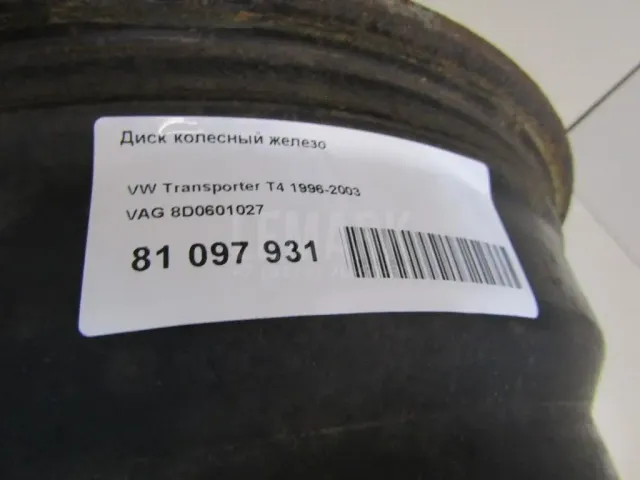 Диск колесный железо
VW Transporter T4 1996-2003
VAG 8D0601027
81 097 931